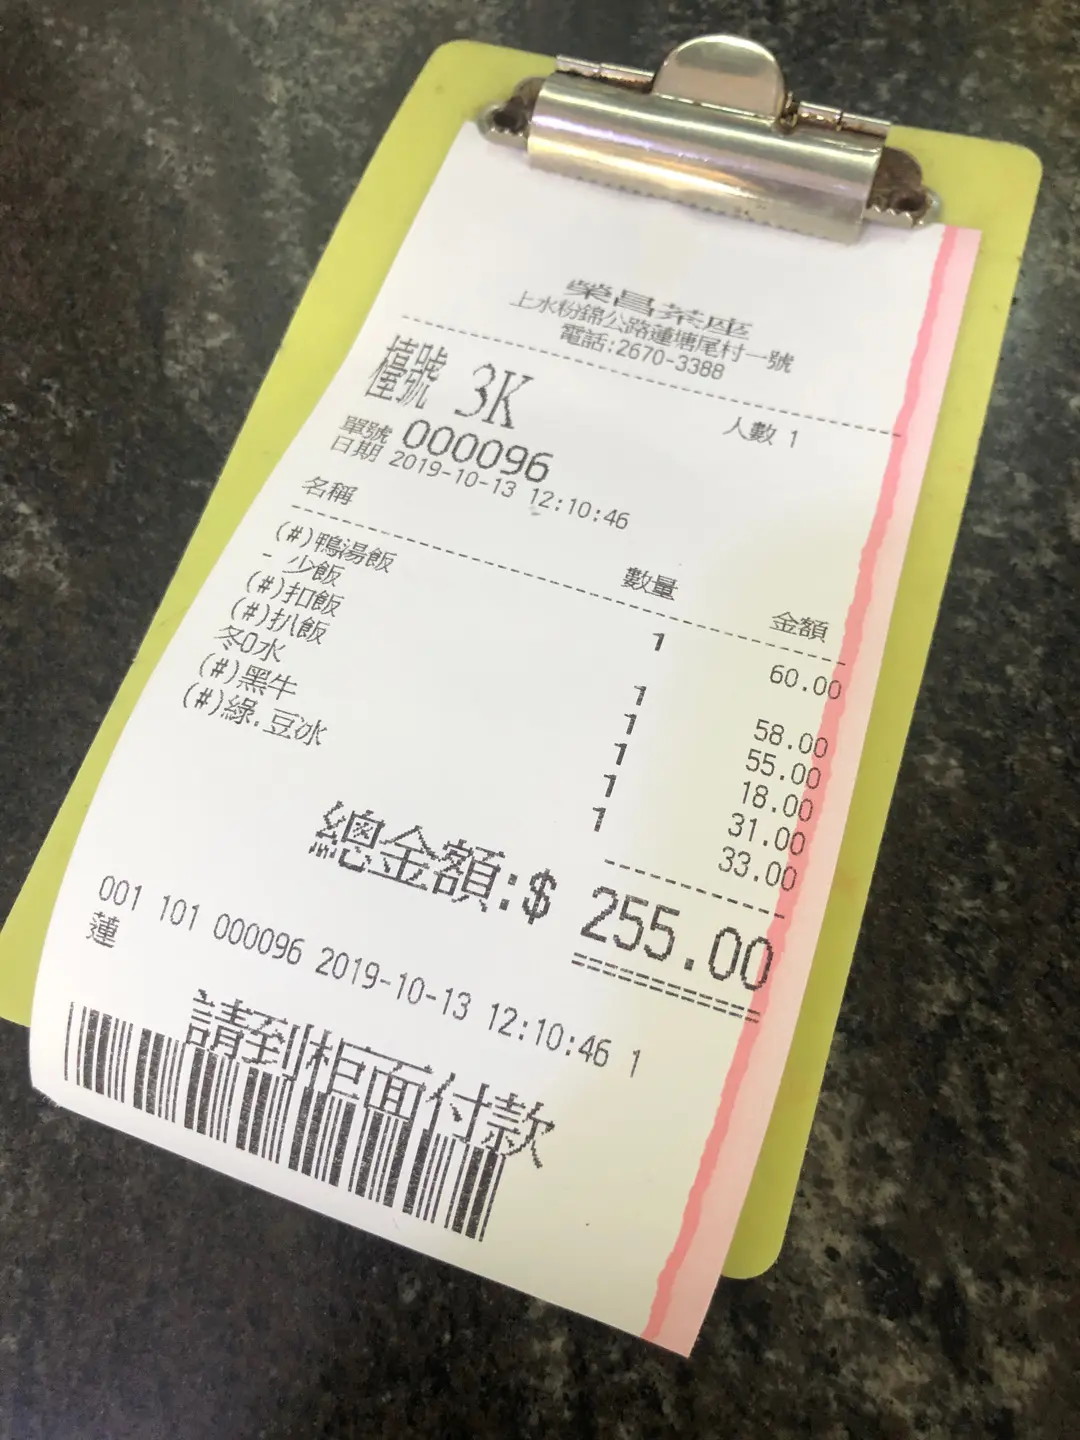 榮昌茶座
上水粉錦公路蓮塘尾村一號
電話:2670-3388
檯號 3K 人數 1
單號 000096
日期 2019-10-13 12:10:46
名稱 數量 金額
(#)鴨湯飯 1 60.00
- 少飯
(#)扣飯 1 58.00
(#)扒飯 1 55.00
冬0水 1 18.00
(#)黑牛 1 31.00
(#)綠.豆冰 1 33.00
總金額:$ 255.00
001 101 000096 2019-10-13 12:10:46 1
蓮
請到柜面付款